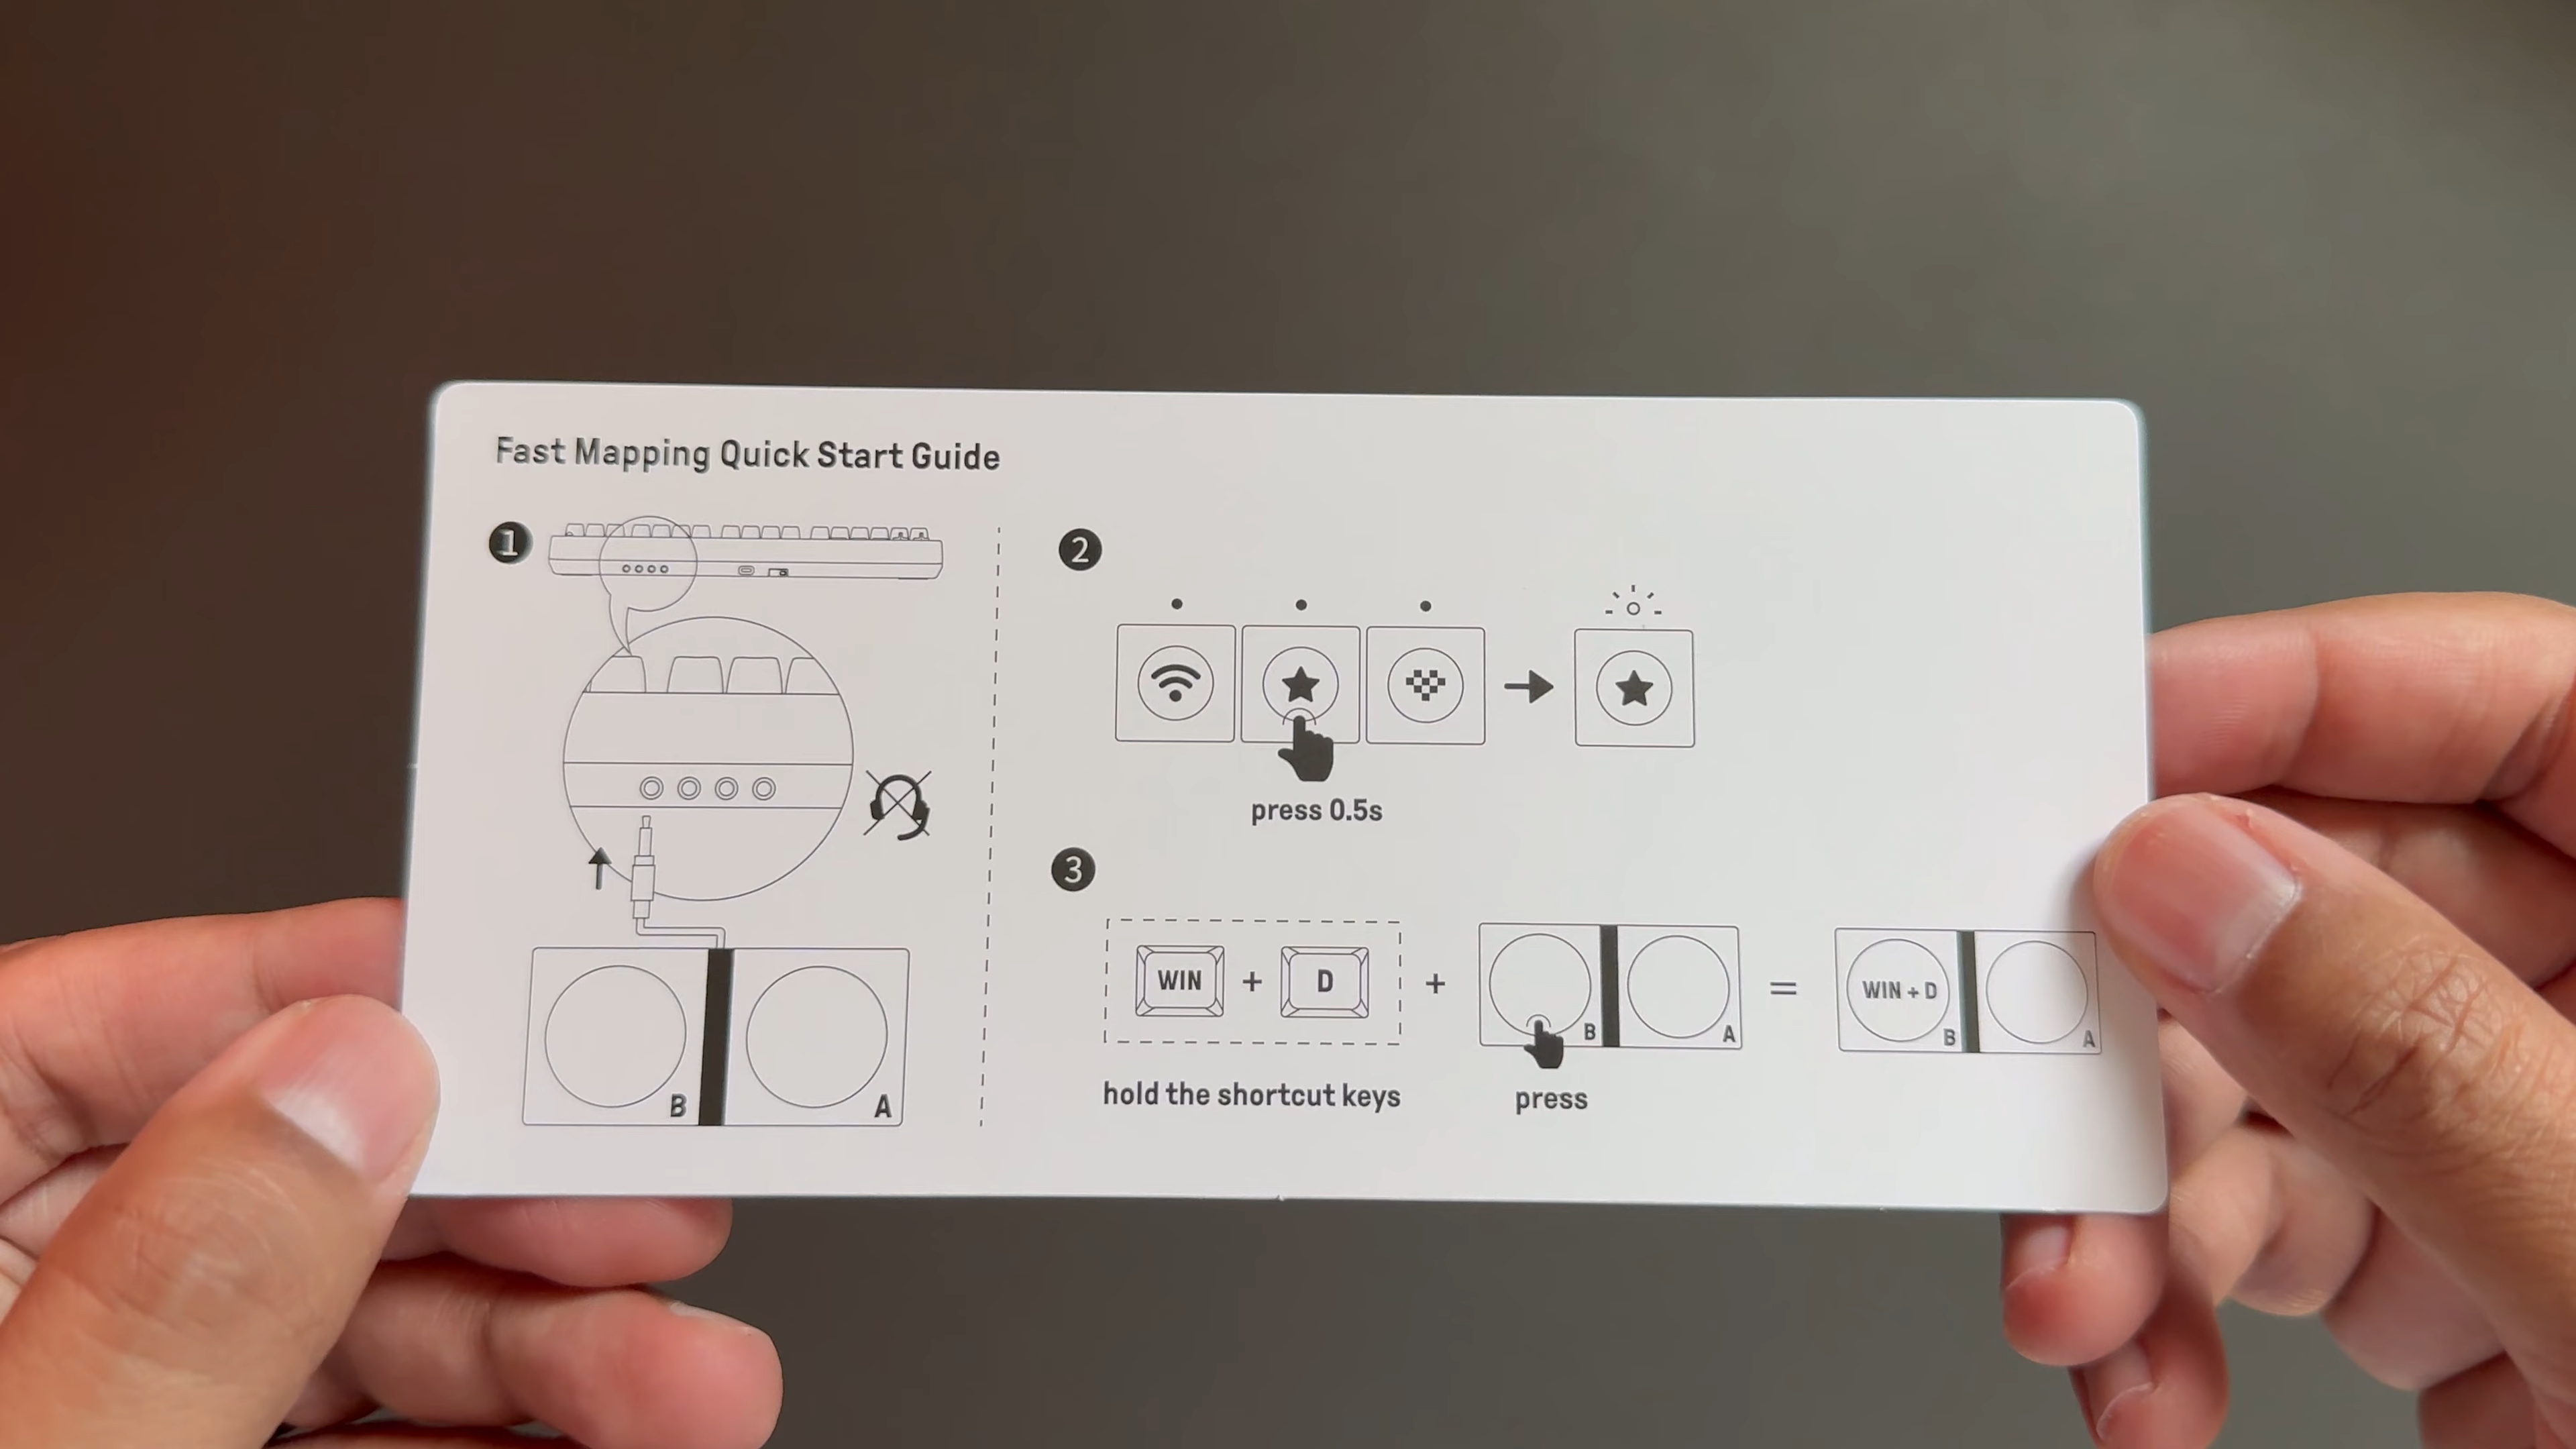 Fast Mapping Quick Start Guide
1
B
A
2
press 0.5s
3
WIN + D + B A = WIN + D B A
hold the shortcut keys
press